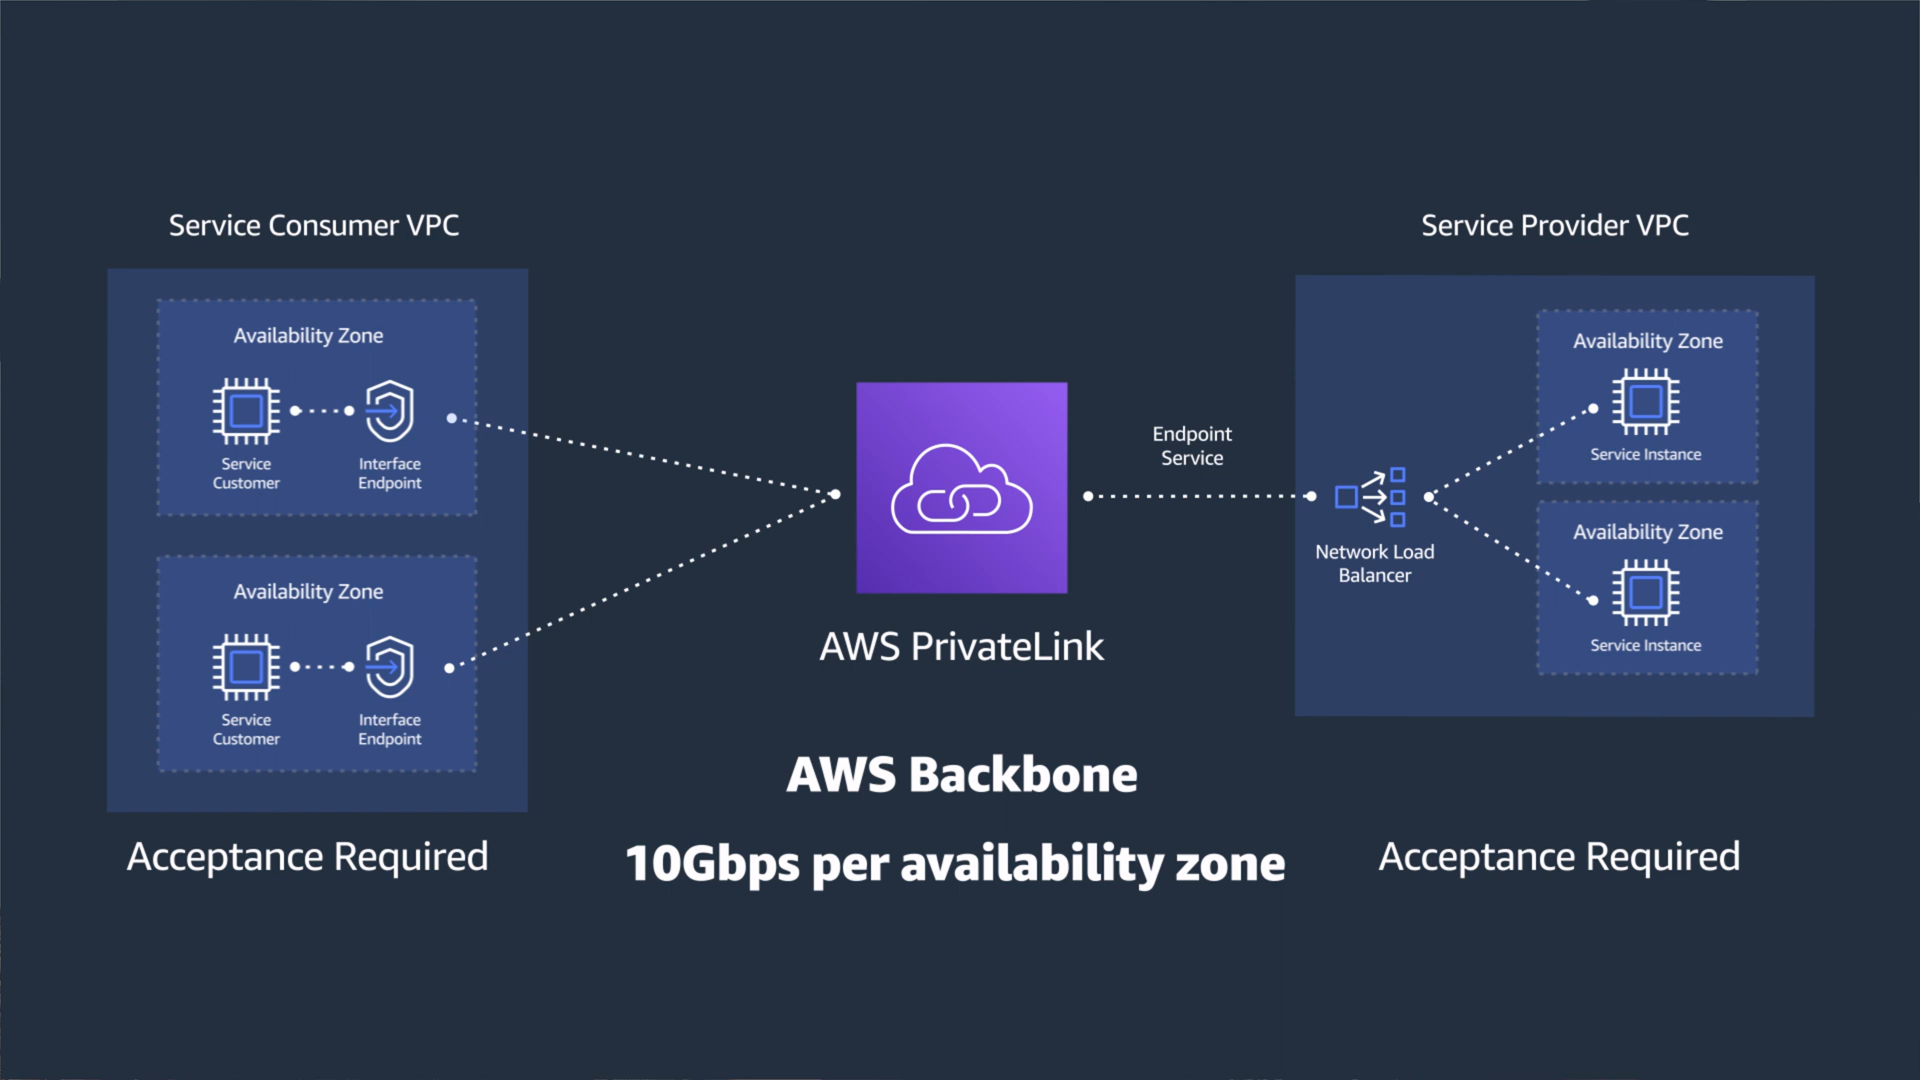 Service Consumer VPC
Availability Zone
Service
Customer
Interface
Endpoint
Availability Zone
Service
Customer
Interface
Endpoint
Acceptance Required
AWS PrivateLink
AWS Backbone
10Gbps per availability zone
Endpoint
Service
Service Provider VPC
Network Load
Balancer
Availability Zone
Service Instance
Availability Zone
Service Instance
Acceptance Required